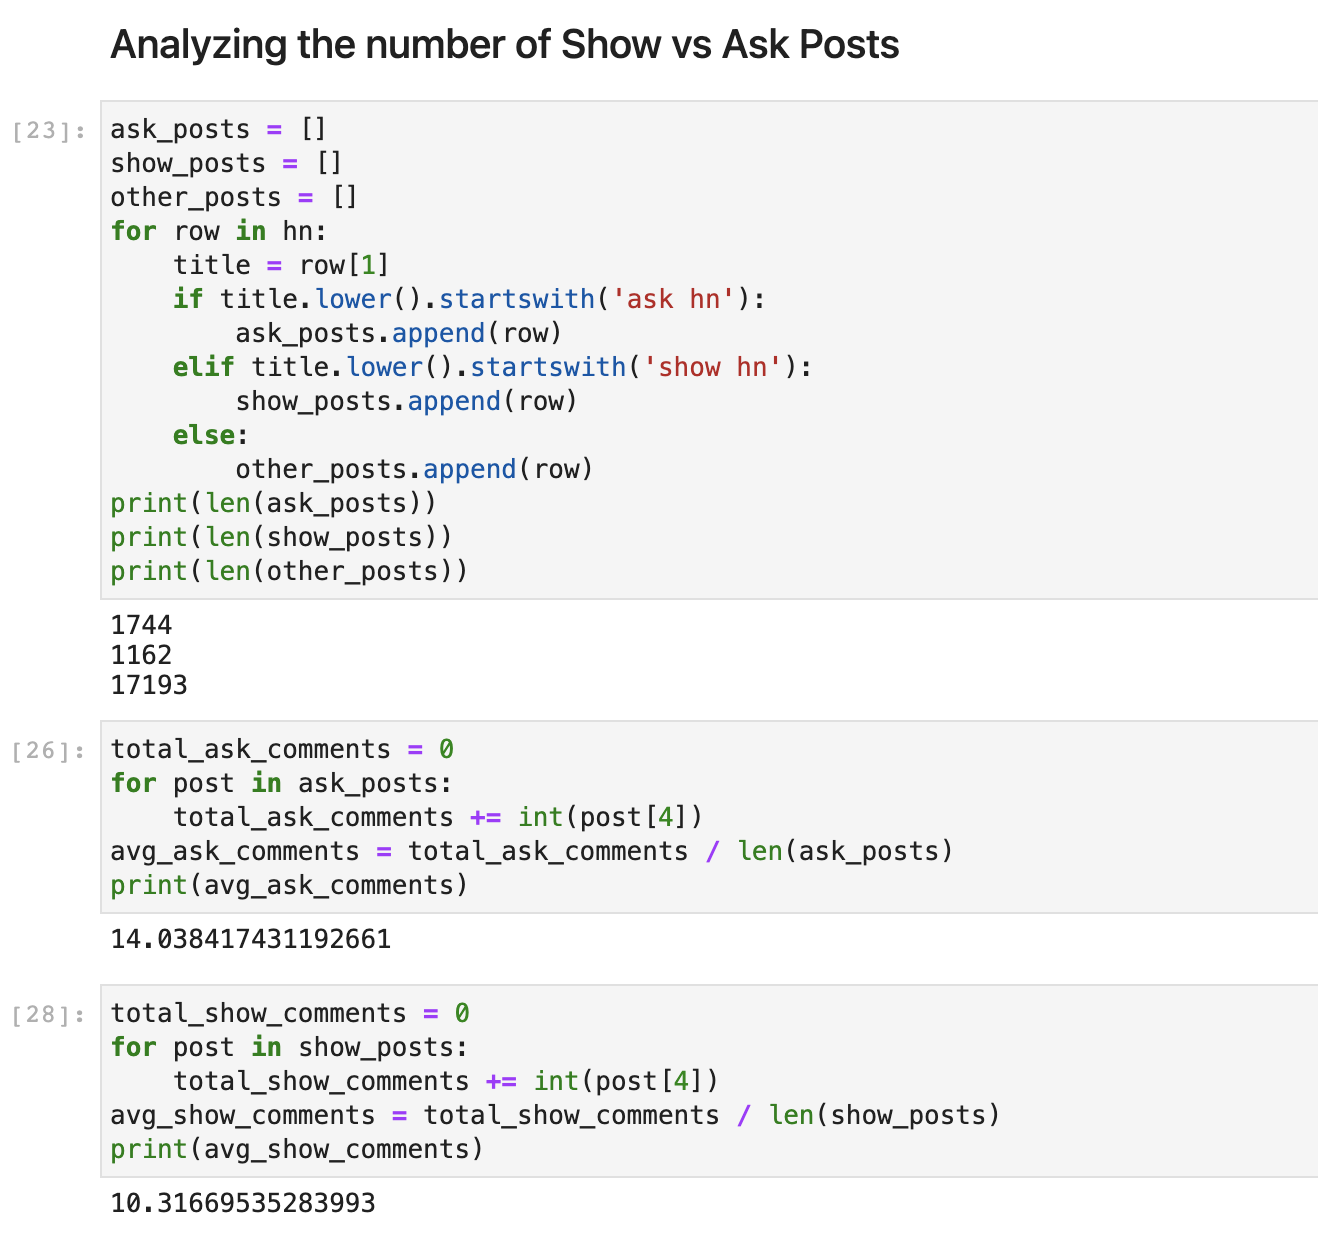 Analyzing the number of Show vs Ask Posts
[23]:
ask_posts = []
show_posts = []
other_posts = []
for row in hn:
    title = row[1]
    if title.lower().startswith('ask hn'):
        ask_posts.append(row)
    elif title.lower().startswith('show hn'):
        show_posts.append(row)
    else:
        other_posts.append(row)
print(len(ask_posts))
print(len(show_posts))
print(len(other_posts))
1744
1162
17193
[26]:
total_ask_comments = 0
for post in ask_posts:
    total_ask_comments += int(post[4])
avg_ask_comments = total_ask_comments / len(ask_posts)
print(avg_ask_comments)
14.038417431192661
[28]:
total_show_comments = 0
for post in show_posts:
    total_show_comments += int(post[4])
avg_show_comments = total_show_comments / len(show_posts)
print(avg_show_comments)
10.31669535283993